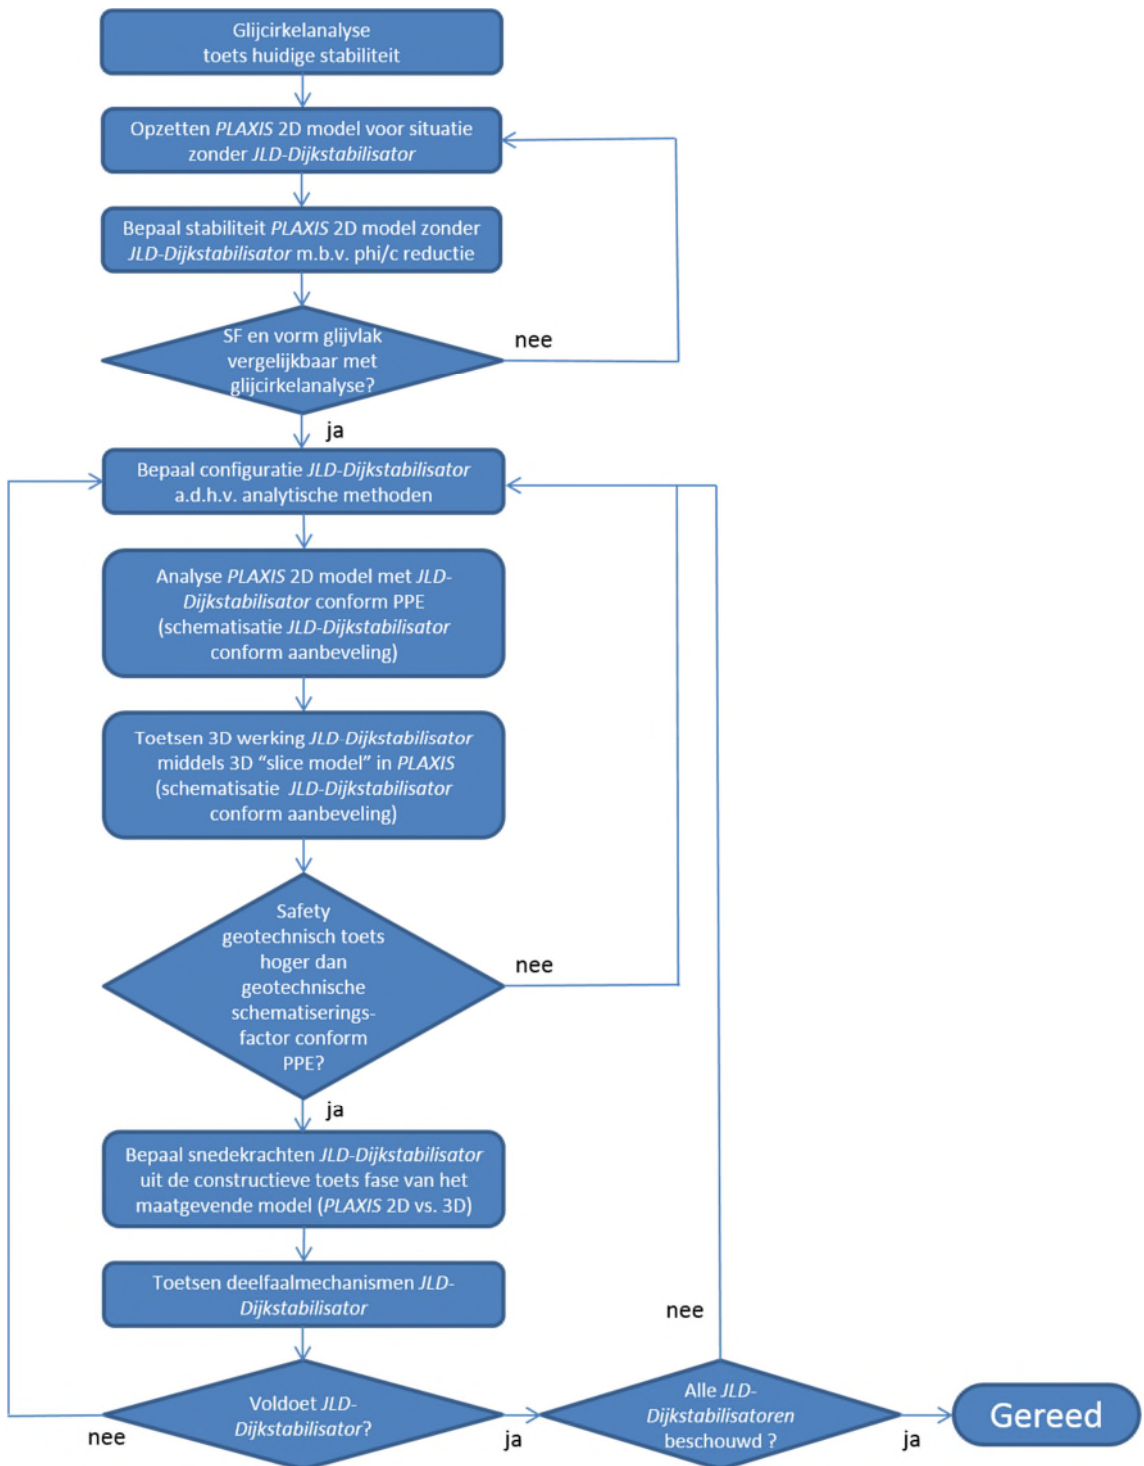 Glijcirkelanalyse
toets huidige stabiliteit
Opzetten PLAXIS 2D model voor situatie
zonder JLD-Dijkstabilisator
Bepaal stabiliteit PLAXIS 2D model zonder
JLD-Dijkstabilisator m.b.v. phi/c reductie
SF en vorm glijvlak
vergelijkbaar met
glijcirkelanalyse?
nee
ja
Bepaal configuratie JLD-Dijkstabilisator
a.d.h.v. analytische methoden
Analyse PLAXIS 2D model met JLD-
Dijkstabilisator conform PPE
(schematisatie JLD-Dijkstabilisator
conform aanbeveling)
Toetsen 3D werking JLD-Dijkstabilisator
middels 3D “slice model” in PLAXIS
(schematisatie JLD-Dijkstabilisator
conform aanbeveling)
Safety
geotechnisch toets
hoger dan
geotechnische
schematiserings-
factor conform
PPE?
nee
ja
Bepaal snedekrachten JLD-Dijkstabilisator
uit de constructieve toets fase van het
maatgevende model (PLAXIS 2D vs. 3D)
Toetsen deelfaalmechanismen JLD-
Dijkstabilisator
Voldoet JLD-
Dijkstabilisator?
nee
ja
Alle JLD-
Dijkstabilisatoren
beschouwd ?
nee
ja
Gereed